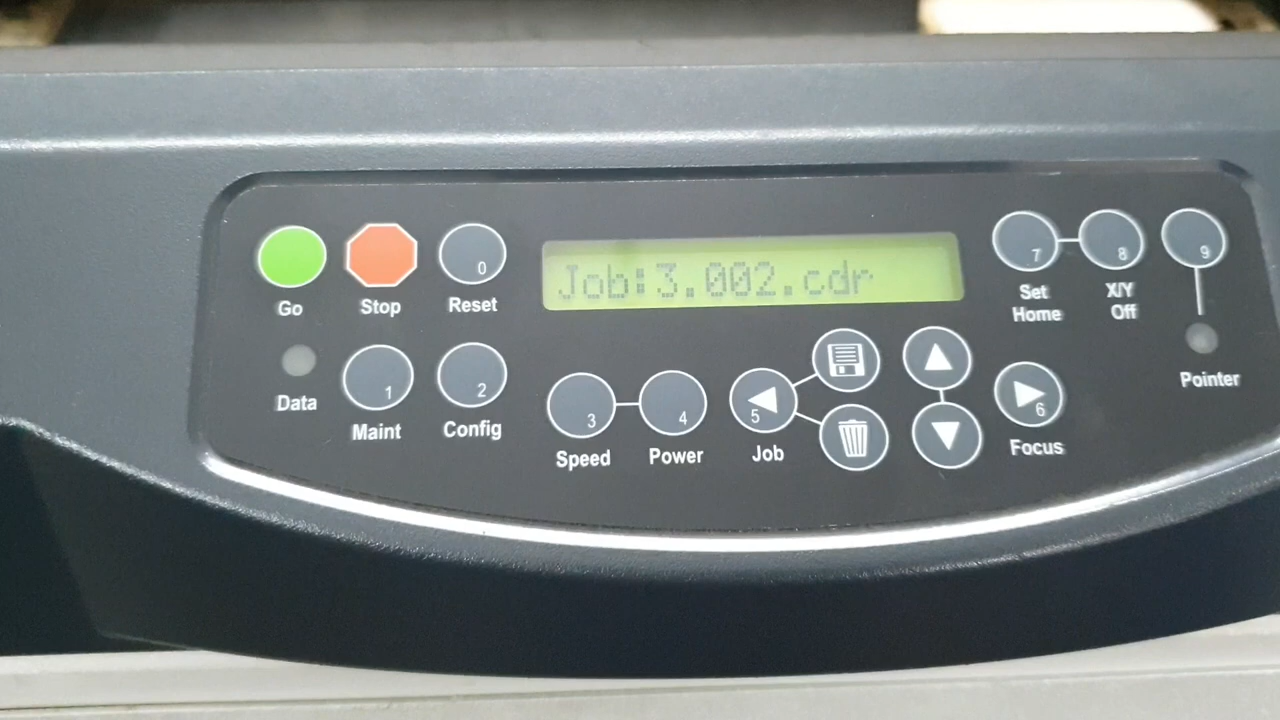 Go
Stop
0
Reset
Job:3.002.cdr
7
Set
Home
8
X/Y
Off
9
Pointer
Data
1
Maint
2
Config
3
Speed
4
Power
5
Job
6
Focus